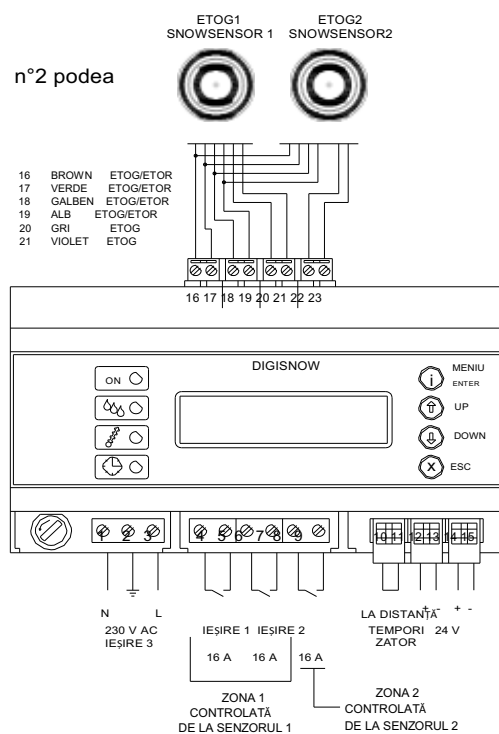 ETOG1 ETOG2
SNOWSENSOR 1 SNOWSENSOR2
n°2 podea
16 BROWN ETOG/ETOR
17 VERDE ETOG/ETOR
18 GALBEN ETOG/ETOR
19 ALB ETOG/ETOR
20 GRI ETOG
21 VIOLET ETOG
16 17 18 19 20 21 22 23
DIGISNOW
ON
i
MENIU
ENTER
UP
DOWN
X
ESC
1 2 3 4 5 6 7 8 9 10 11 12 13 14 15
N L
230 V AC
IEȘIRE 3
IEȘIRE 1 IEȘIRE 2
16 A 16 A 16 A
+ - + -
LA DISTANȚĂ
TEMPORI 24 V
ZATOR
ZONA 1
CONTROLATĂ
DE LA SENZORUL 1
ZONA 2
CONTROLATĂ
DE LA SENZORUL 2